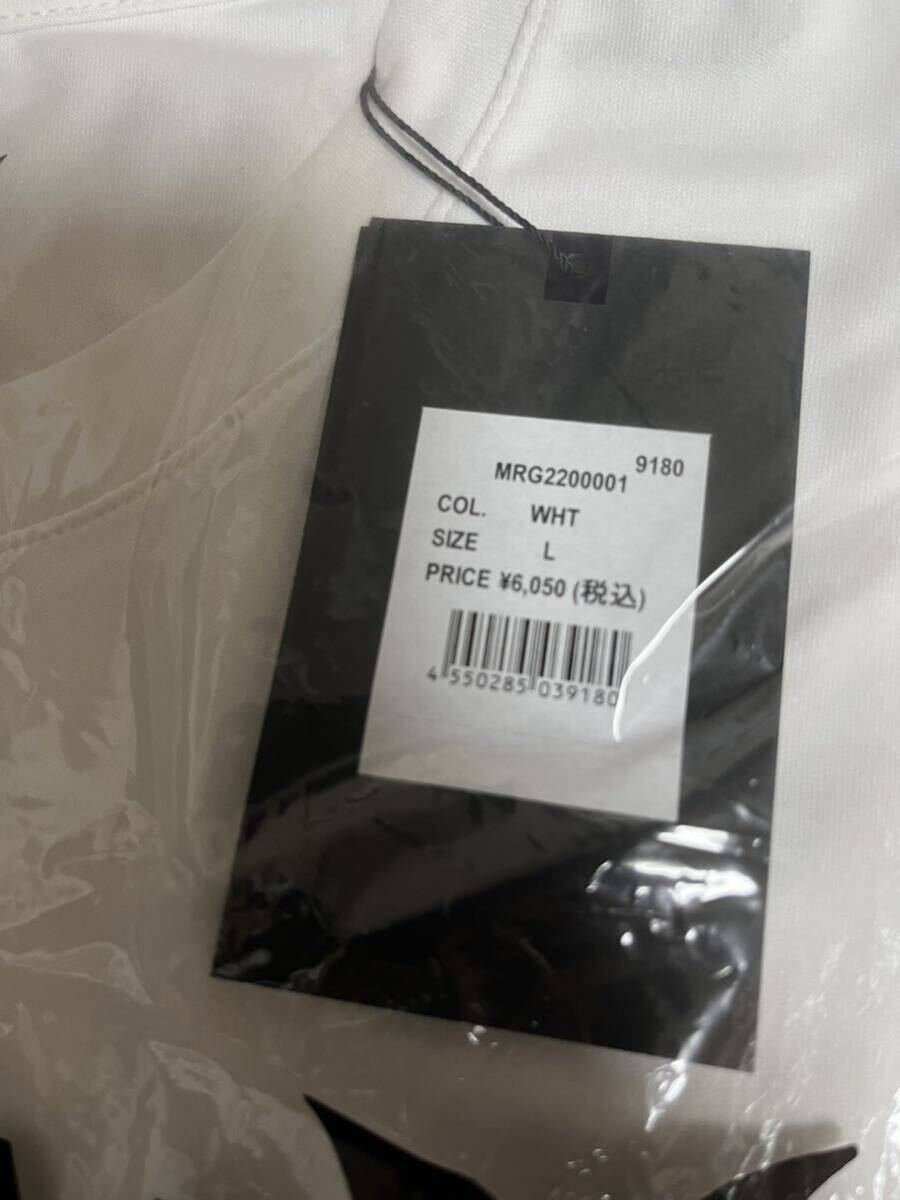 9180
MRG2200001
COL. WHT
SIZE L
PRICE ¥6,050 (税込)
4 550285 039180